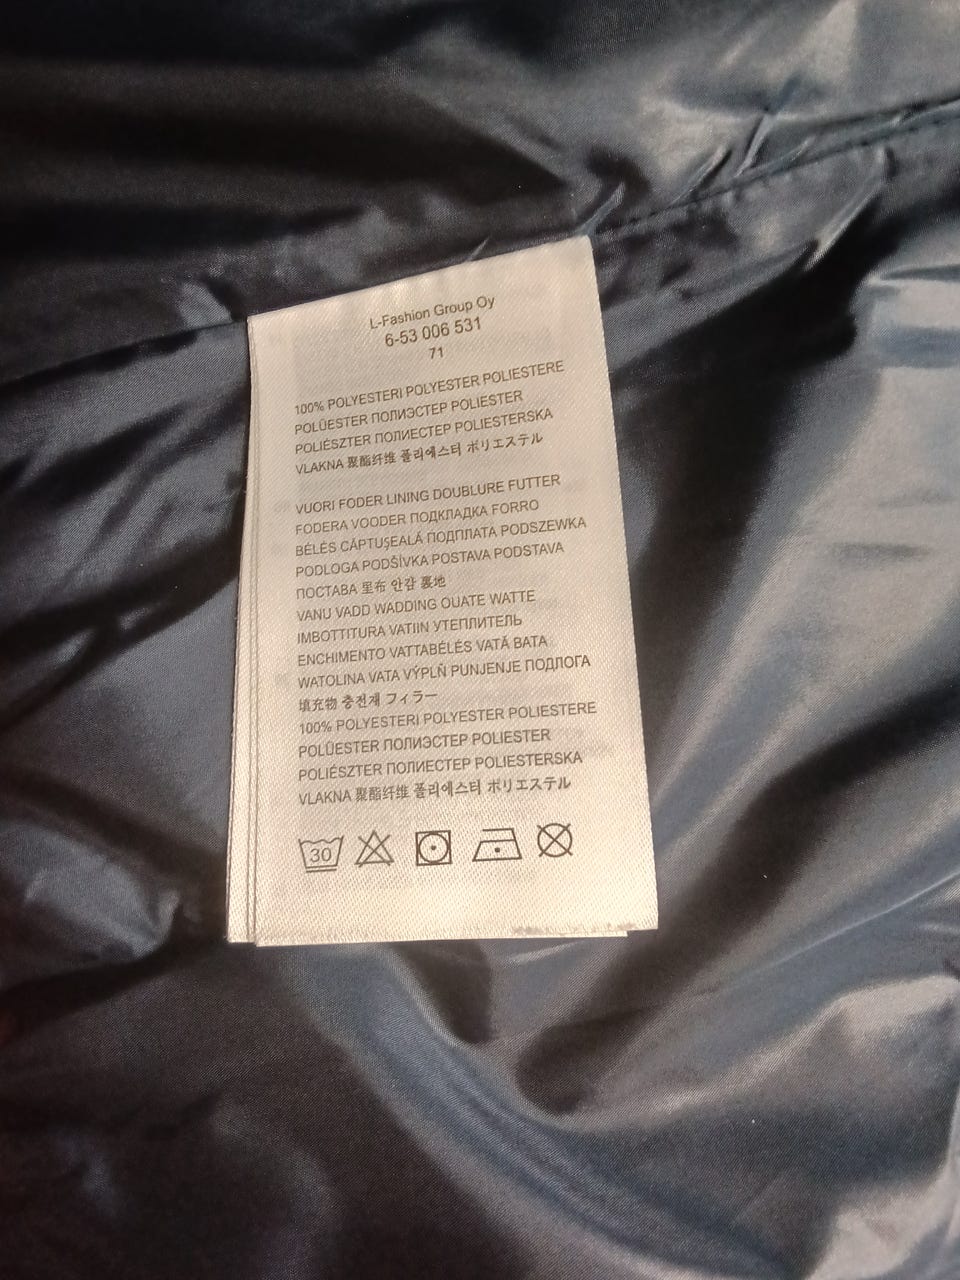 L-Fashion Group Oy
6-53 006 531
71
100% POLYESTERI POLYESTER POLIESTERE
POLÜESTER ПОЛИЭСТЕР POLIESTER
POLIÉSZTER ПОЛИЕСТЕР POLIESTERSKA
VLAKNA 聚酯纤维 폴리에스터 ポリエステル
VUORI FODER LINING DOUBLURE FUTTER
FODERA VOODER ПОДКЛАДКА FORRO
BÉLÉS CĂPTUŞEALĂ ПОДПЛАТА PODSZEWKA
PODLOGA PODŠÍVKA POSTAVA PODSTAVA
ПОСТАВА 里布 안감 裏地
VANU VADD WADDING OUATE WATTE
IMBOTTITURA VATIIN УТЕПЛИТЕЛЬ
ENCHIMENTO VATTABÉLÉS VATĂ ВАТА
WATOLINA VATA VÝPLŇ PUNJENJE ПОДЛОГА
填充物 충전재 フィラー
100% POLYESTERI POLYESTER POLIESTERE
POLÜESTER ПОЛИЭСТЕР POLIESTER
POLIÉSZTER ПОЛИЕСТЕР POLIESTERSKA
VLAKNA 聚酯纤维 폴리에스터 ポリエステル
30